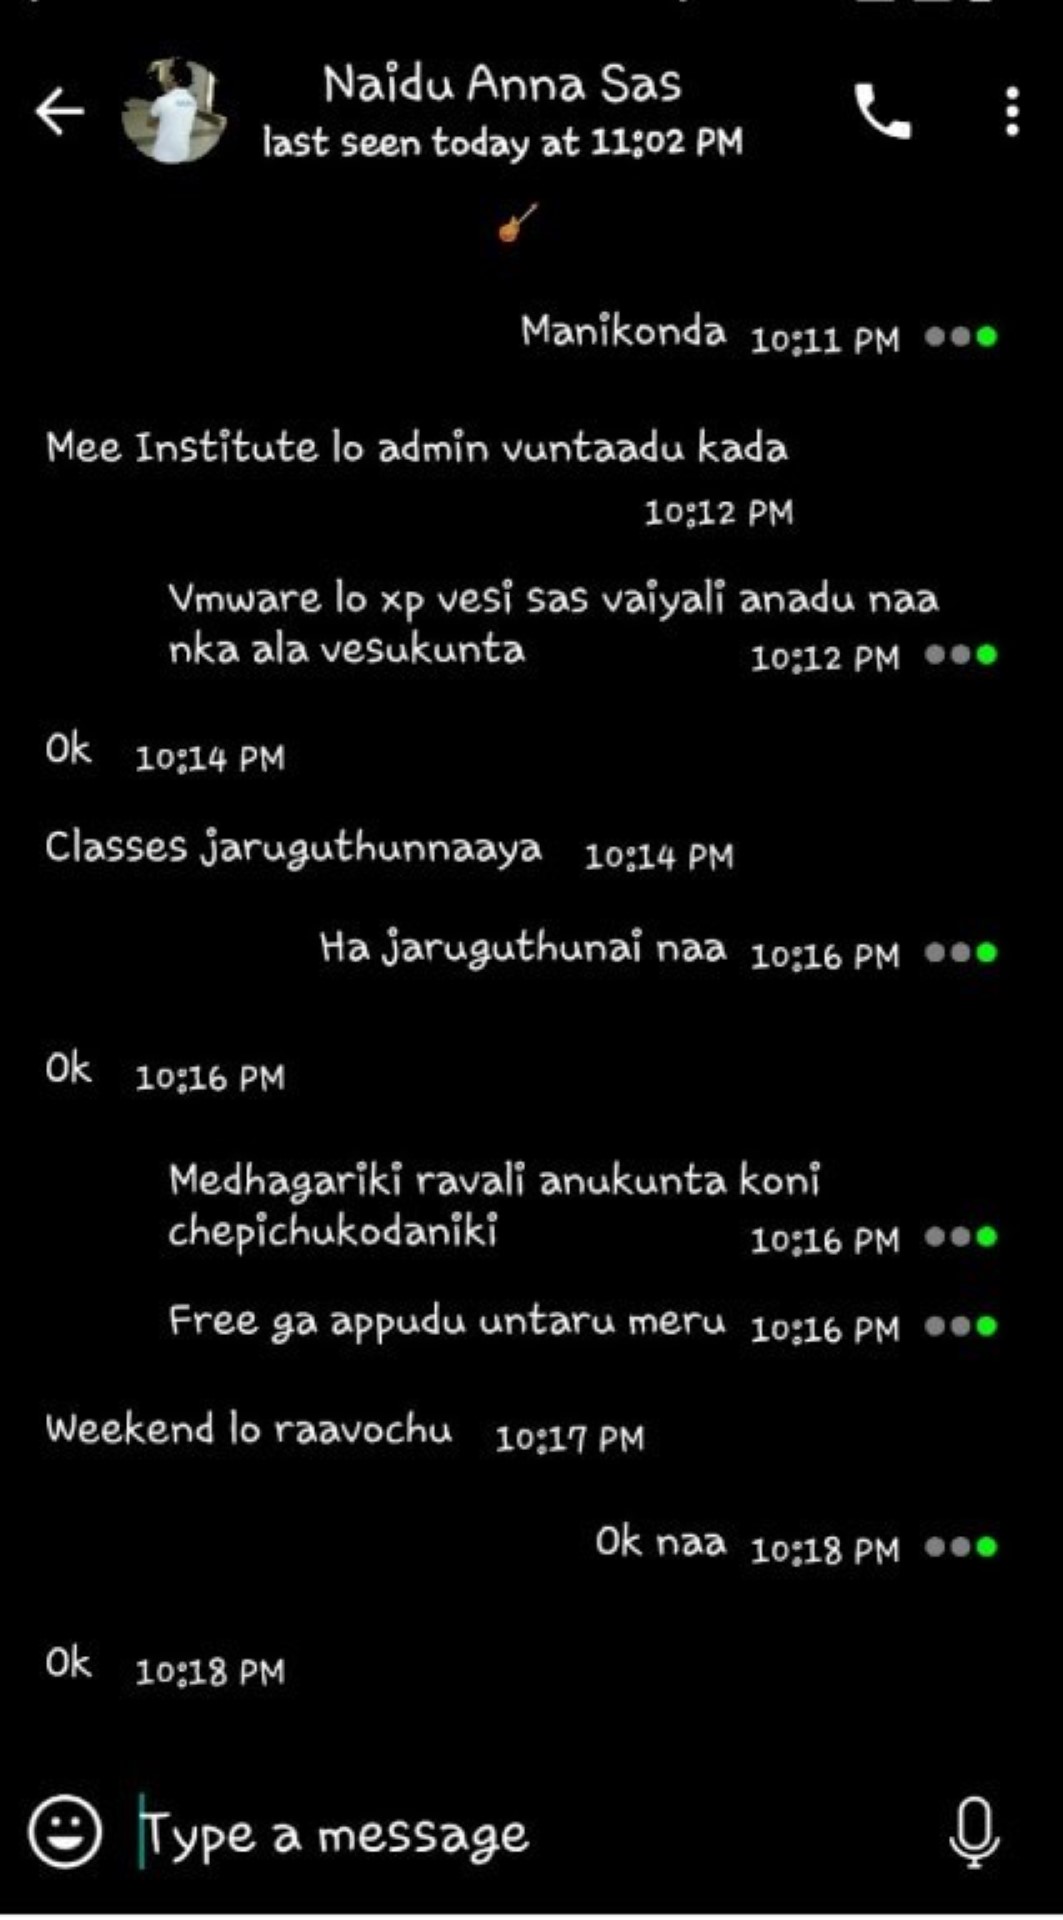 Naidu Anna Sas
last seen today at 11:02 PM
Manikonda 10:11 PM
Mee Institute lo admin vuntaadu kada
10:12 PM
Vmware lo xp vesi sas vaiyali anadu naa
nka ala vesukunta 10:12 PM
Ok 10:14 PM
Classes jaruguthunnaaya 10:14 PM
Ha jaruguthunai naa 10:16 PM
Ok 10:16 PM
Medhagariki ravali anukunta koni
chepichukodaniki 10:16 PM
Free ga appudu untaru meru 10:16 PM
Weekend lo raavochu 10:17 PM
Ok naa 10:18 PM
Ok 10:18 PM
Type a message